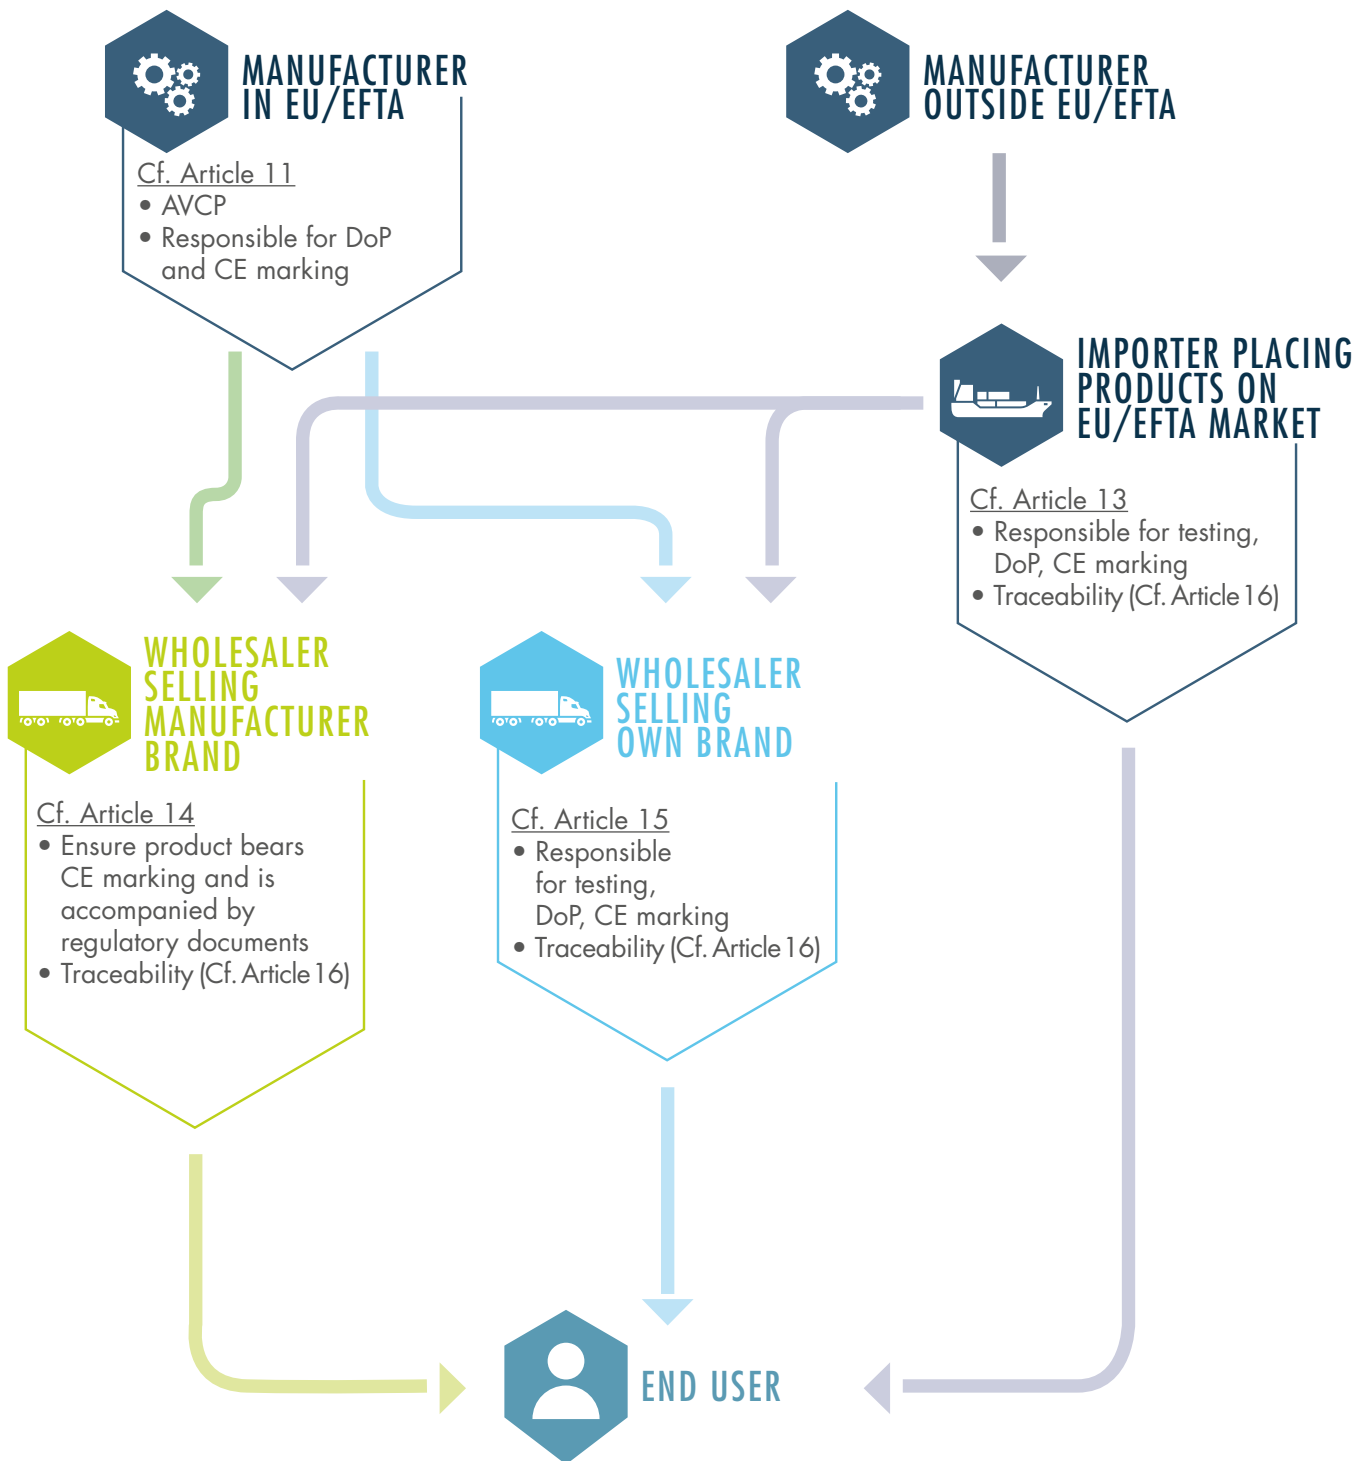 MANUFACTURER
IN EU/EFTA
Cf. Article 11
• AVCP
• Responsible for DoP
and CE marking
MANUFACTURER
OUTSIDE EU/EFTA
IMPORTER PLACING
PRODUCTS ON
EU/EFTA MARKET
Cf. Article 13
• Responsible for testing,
DoP, CE marking
• Traceability (Cf. Article 16)
WHOLESALER
SELLING
MANUFACTURER
BRAND
Cf. Article 14
• Ensure product bears
CE marking and is
accompanied by
regulatory documents
• Traceability (Cf. Article 16)
WHOLESALER
SELLING
OWN BRAND
Cf. Article 15
• Responsible
for testing,
DoP, CE marking
• Traceability (Cf. Article 16)
END USER